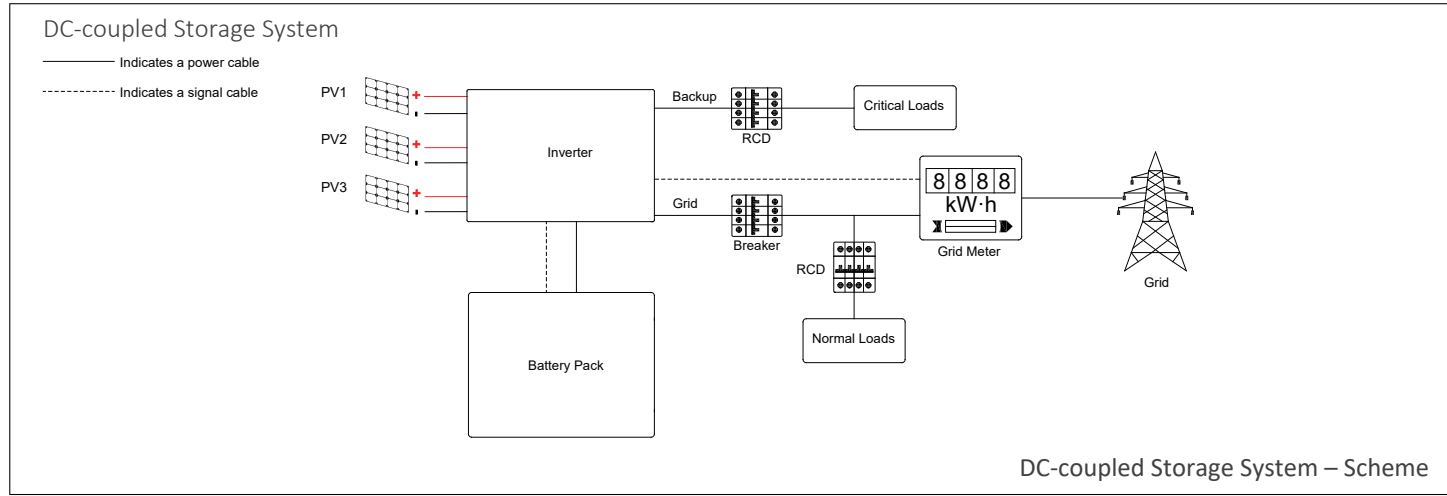 DC-coupled Storage System
Indicates a power cable
Indicates a signal cable
PV1
+
-
PV2
+
-
PV3
+
-
Inverter
Backup
RCD
Critical Loads
Grid
Breaker
RCD
Normal Loads
8888
kW·h
Grid Meter
Grid
Battery Pack
DC-coupled Storage System – Scheme